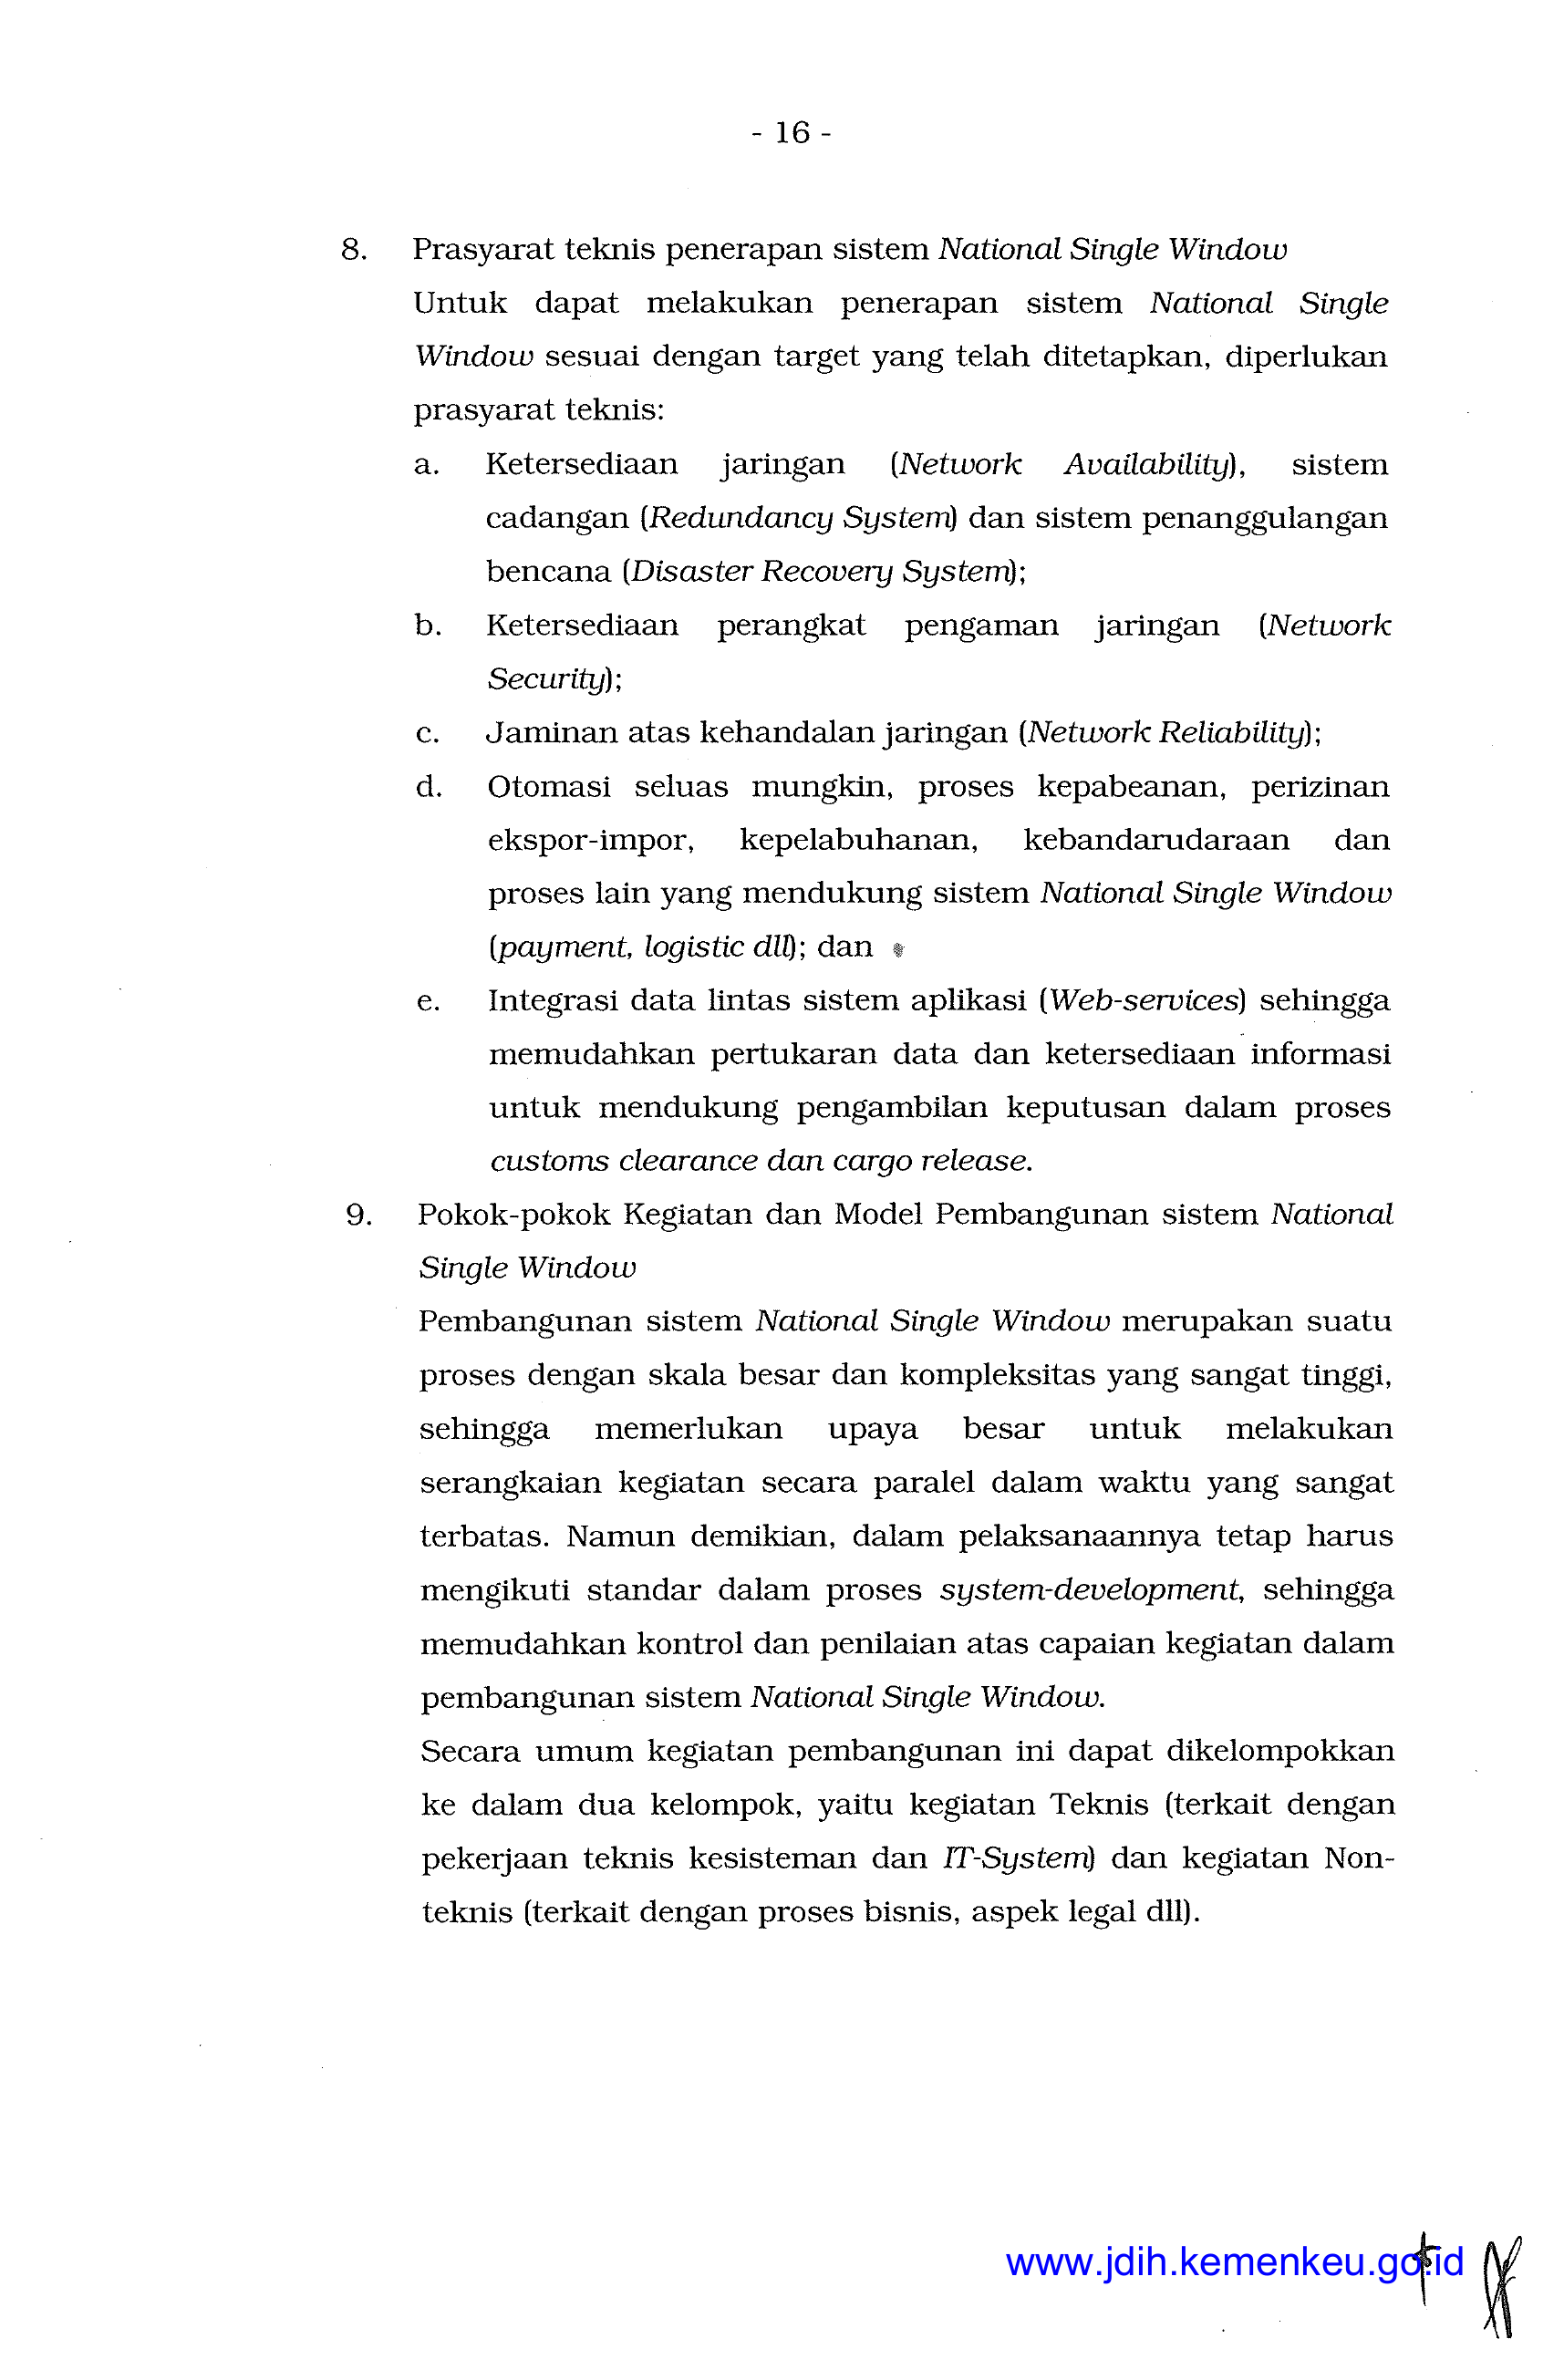 - 16 -
8. Prasyarat teknis penerapan sistem National Single Window
Untuk dapat melakukan penerapan sistem National Single
Window sesuai dengan target yang telah ditetapkan, diperlukan
prasyarat teknis:
a. Ketersediaan jaringan (Network Availability), sistem
cadangan (Redundancy System) dan sistem penanggulangan
bencana (Disaster Recovery System);
b. Ketersediaan perangkat pengaman jaringan (Network
Security);
c. Jaminan atas kehandalan jaringan (Network Reliability);
d. Otomasi seluas mungkin, proses kepabeanan, perizinan
ekspor-impor, kepelabuhanan, kebandarudaraan dan
proses lain yang mendukung sistem National Single Window
(payment, logistic dll); dan
e. Integrasi data lintas sistem aplikasi (Web-services) sehingga
memudahkan pertukaran data dan ketersediaan informasi
untuk mendukung pengambilan keputusan dalam proses
customs clearance dan cargo release.
9. Pokok-pokok Kegiatan dan Model Pembangunan sistem National
Single Window
Pembangunan sistem National Single Window merupakan suatu
proses dengan skala besar dan kompleksitas yang sangat tinggi,
sehingga memerlukan upaya besar untuk melakukan
serangkaian kegiatan secara paralel dalam waktu yang sangat
terbatas. Namun demikian, dalam pelaksanaannya tetap harus
mengikuti standar dalam proses system-development, sehingga
memudahkan kontrol dan penilaian atas capaian kegiatan dalam
pembangunan sistem National Single Window.
Secara umum kegiatan pembangunan ini dapat dikelompokkan
ke dalam dua kelompok, yaitu kegiatan Teknis (terkait dengan
pekerjaan teknis kesisteman dan IT-System) dan kegiatan Non-
teknis (terkait dengan proses bisnis, aspek legal dll).
www.jdih.kemenkeu.go.id